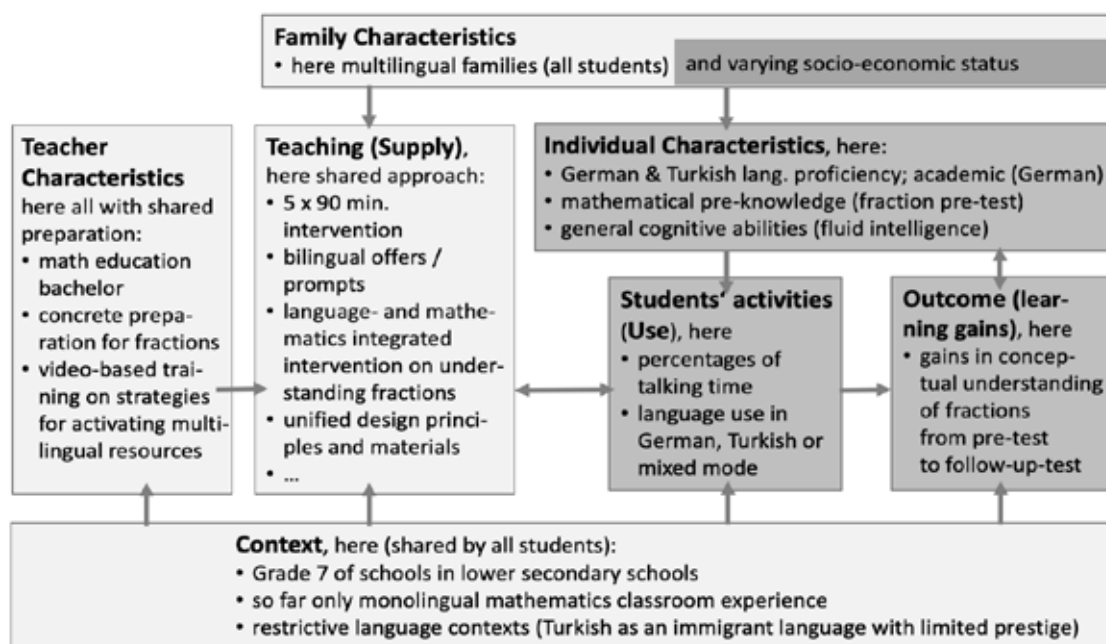 Family Characteristics
• here multilingual families (all students)
and varying socio-economic status
Teacher
Characteristics
here all with shared
preparation:
• math education
bachelor
• concrete prepa-
ration for fractions
• video-based trai-
ning on strategies
for activating multi-
lingual resources
Teaching (Supply),
here shared approach:
• 5 x 90 min.
intervention
• bilingual offers /
prompts
• language- and mathe-
matics integrated
intervention on under-
standing fractions
• unified design princi-
ples and materials
• ...
Individual Characteristics, here:
• German & Turkish lang. proficiency; academic (German)
• mathematical pre-knowledge (fraction pre-test)
• general cognitive abilities (fluid intelligence)
Students' activities
(Use), here
• percentages of
talking time
• language use in
German, Turkish or
mixed mode
Outcome (lear-
ning gains), here
• gains in concep-
tual understanding
of fractions
from pre-test
to follow-up-test
Context, here (shared by all students):
• Grade 7 of schools in lower secondary schools
• so far only monolingual mathematics classroom experience
• restrictive language contexts (Turkish as an immigrant language with limited prestige)